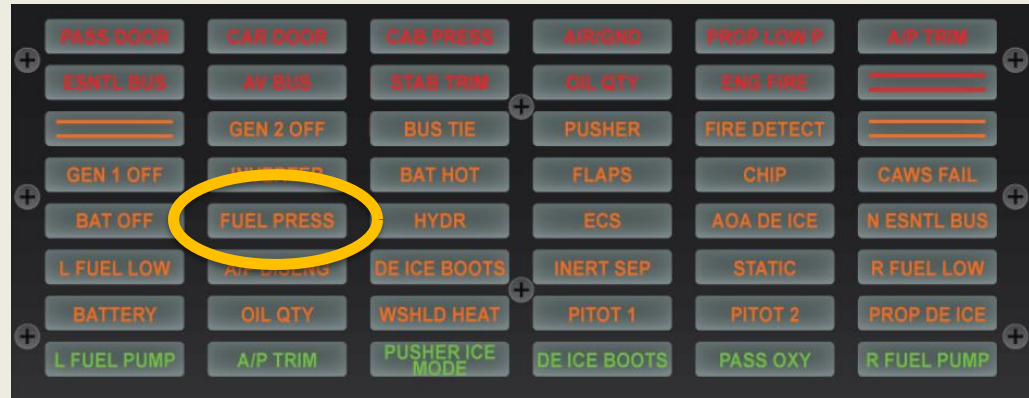 PASS DOOR CAR DOOR CAB PRESS AIR/GND PROP LOW P A/P TRIM
ESNTL BUS AV BUS STAB TRIM OIL QTY ENG FIRE
GEN 2 OFF BUS TIE PUSHER FIRE DETECT
GEN 1 OFF INVERTER BAT HOT FLAPS CHIP CAWS FAIL
BAT OFF FUEL PRESS HYDR ECS AOA DE ICE N ESNTL BUS
L FUEL LOW A/P DISENG DE ICE BOOTS INERT SEP STATIC R FUEL LOW
BATTERY OIL QTY WSHLD HEAT PITOT 1 PITOT 2 PROP DE ICE
L FUEL PUMP A/P TRIM PUSHER ICE MODE DE ICE BOOTS PASS OXY R FUEL PUMP